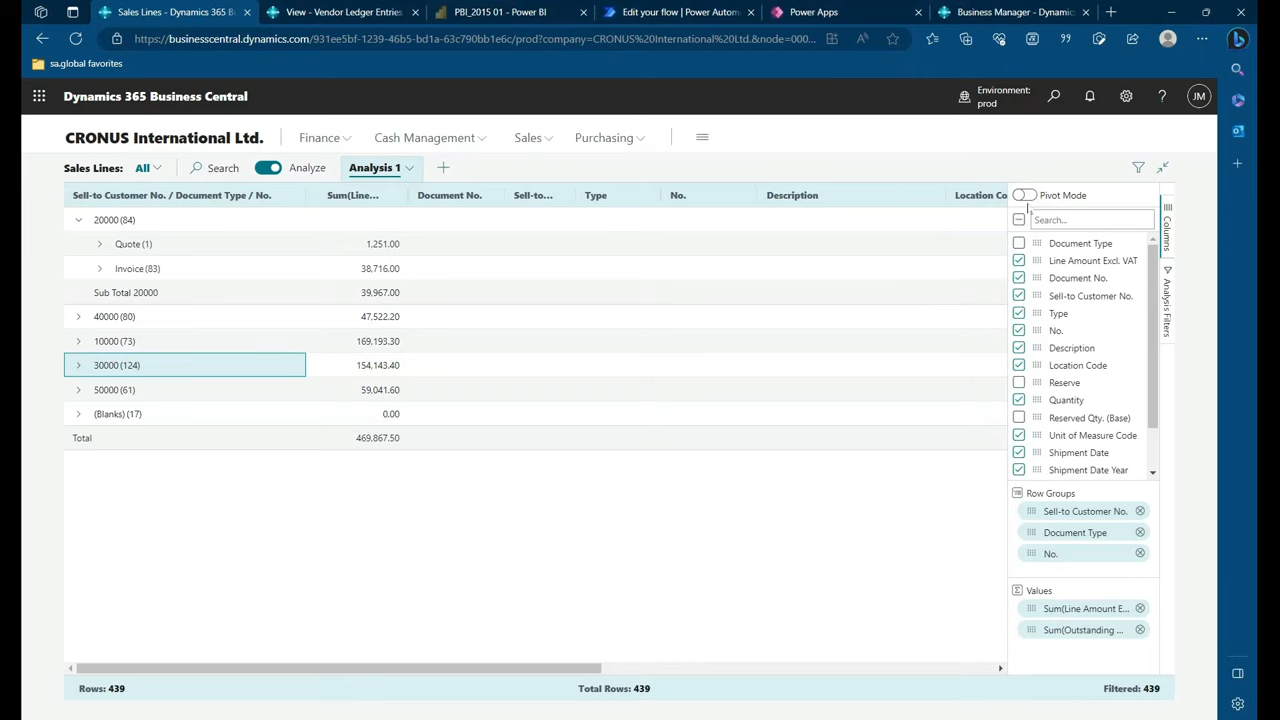 Sales Lines - Dynamics 365 Busi
View - Vendor Ledger Entries
PBI_2015 01 - Power BI
Edit your flow | Power Automa
Power Apps
Business Manager - Dynamic
https://businesscentral.dynamics.com/931ee5bf-1239-46b5-bd1a-63c790bb1e6c/prod?company=CRONUS%20International%20Ltd.&node=000...
sa.global favorites
Dynamics 365 Business Central
Environment:
prod
JM
CRONUS International Ltd.
Finance
Cash Management
Sales
Purchasing
Sales Lines: All
Search
Analyze
Analysis 1
Sell-to Customer No. / Document Type / No. Sum(Line... Document No. Sell-to... Type No. Description Location Co
20000 (84)
Quote (1) 1,251.00
Invoice (83) 38,716.00
Sub Total 20000 39,967.00
40000 (80) 47,522.20
10000 (73) 169,193.30
30000 (124) 154,143.40
50000 (61) 59,041.60
(Blanks) (17) 0.00
Total 469,867.50
Pivot Mode
Search...
Document Type
Line Amount Excl. VAT
Document No.
Sell-to Customer No.
Type
No.
Description
Location Code
Reserve
Quantity
Reserved Qty. (Base)
Unit of Measure Code
Shipment Date
Shipment Date Year
Row Groups
Sell-to Customer No.
Document Type
No.
Values
Sum(Line Amount E...
Sum(Outstanding ...
Columns
Analysis Filters
Rows: 439 Total Rows: 439 Filtered: 439